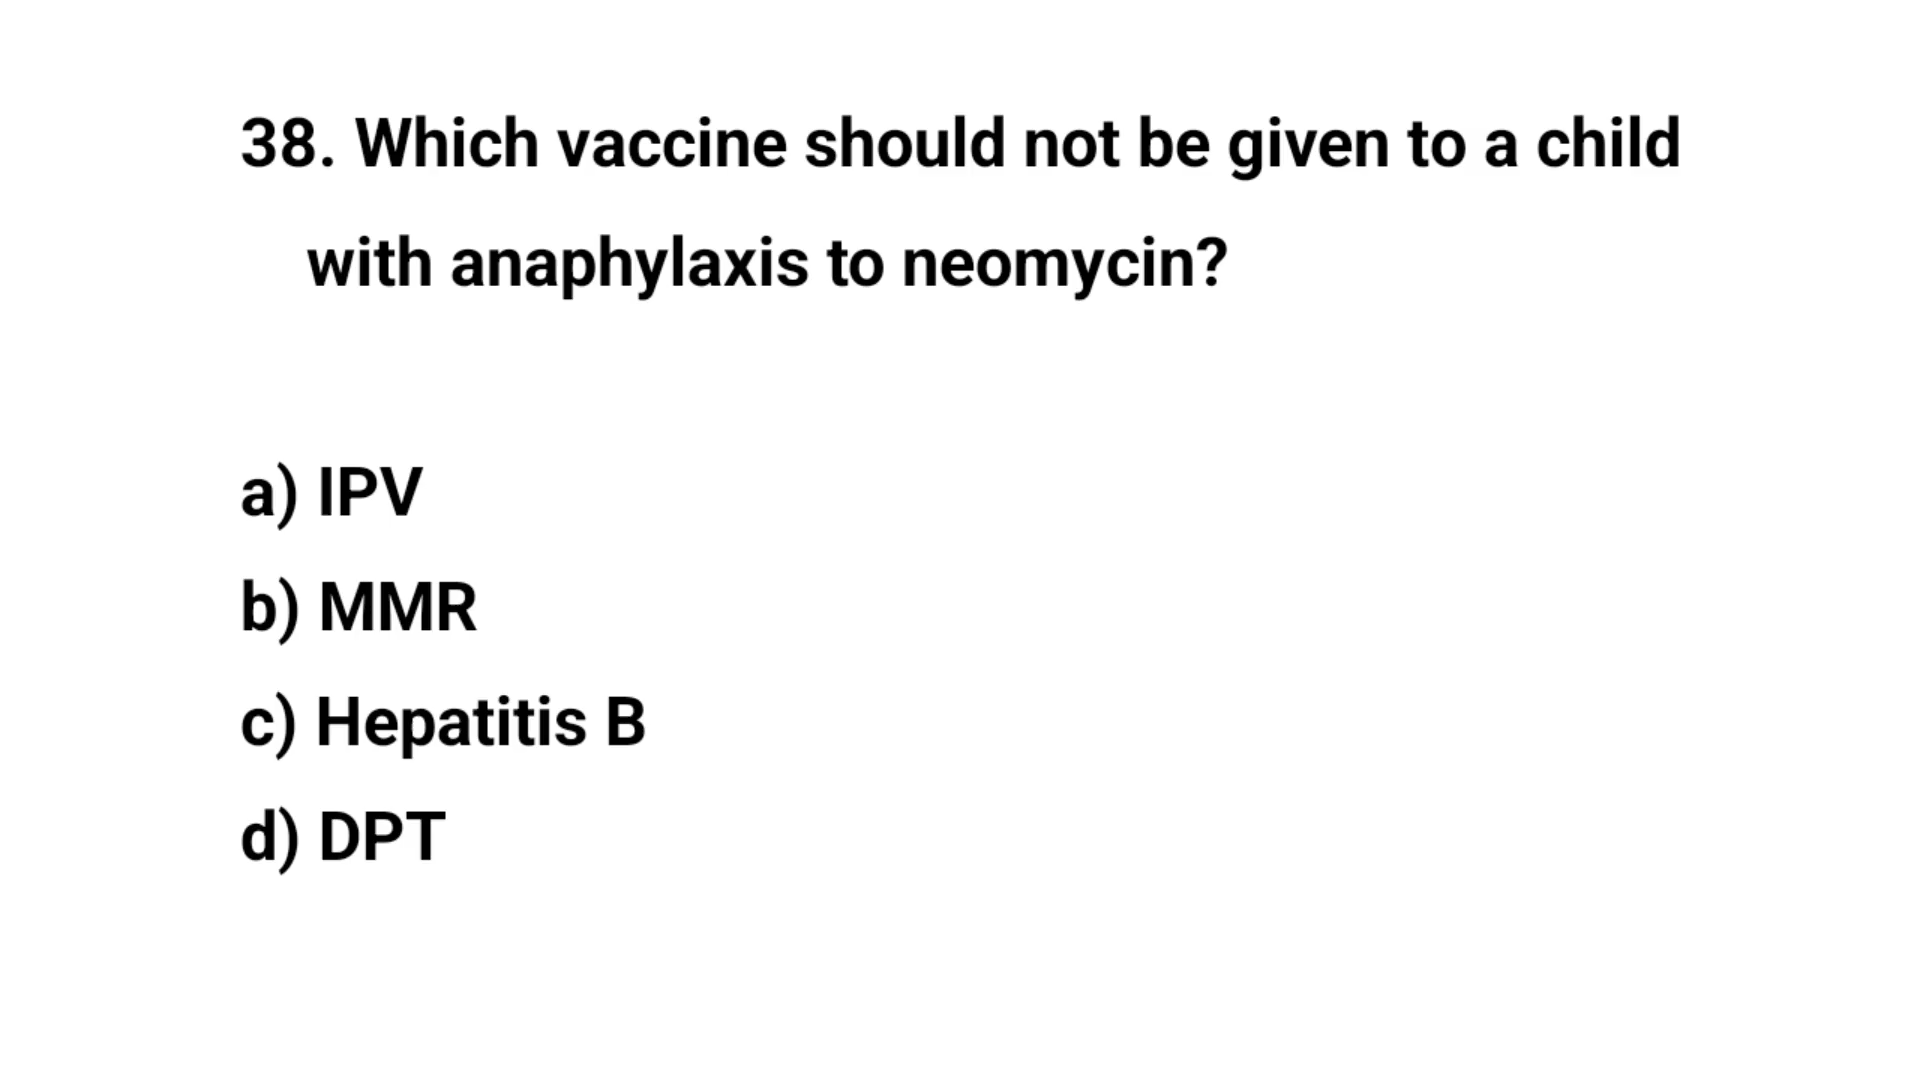 38. Which vaccine should not be given to a child
with anaphylaxis to neomycin?
a) IPV
b) MMR
c) Hepatitis B
d) DPT